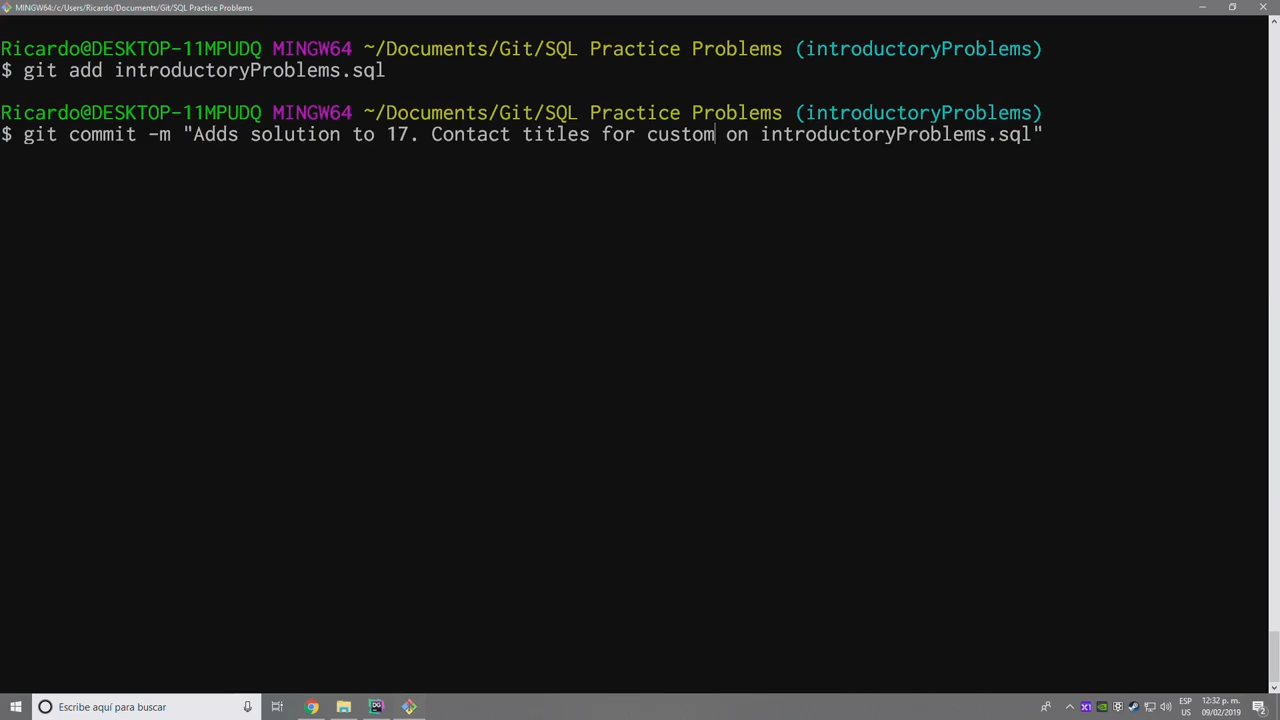 MINGW64:/c/Users/Ricardo/Documents/Git/SQL Practice Problems
Ricardo@DESKTOP-11MPUDQ MINGW64 ~/Documents/Git/SQL Practice Problems (introductoryProblems)
$ git add introductoryProblems.sql
Ricardo@DESKTOP-11MPUDQ MINGW64 ~/Documents/Git/SQL Practice Problems (introductoryProblems)
$ git commit -m "Adds solution to 17. Contact titles for custom on introductoryProblems.sql"
Escribe aquí para buscar
ESP
US
12:32 p. m.
09/02/2019
2